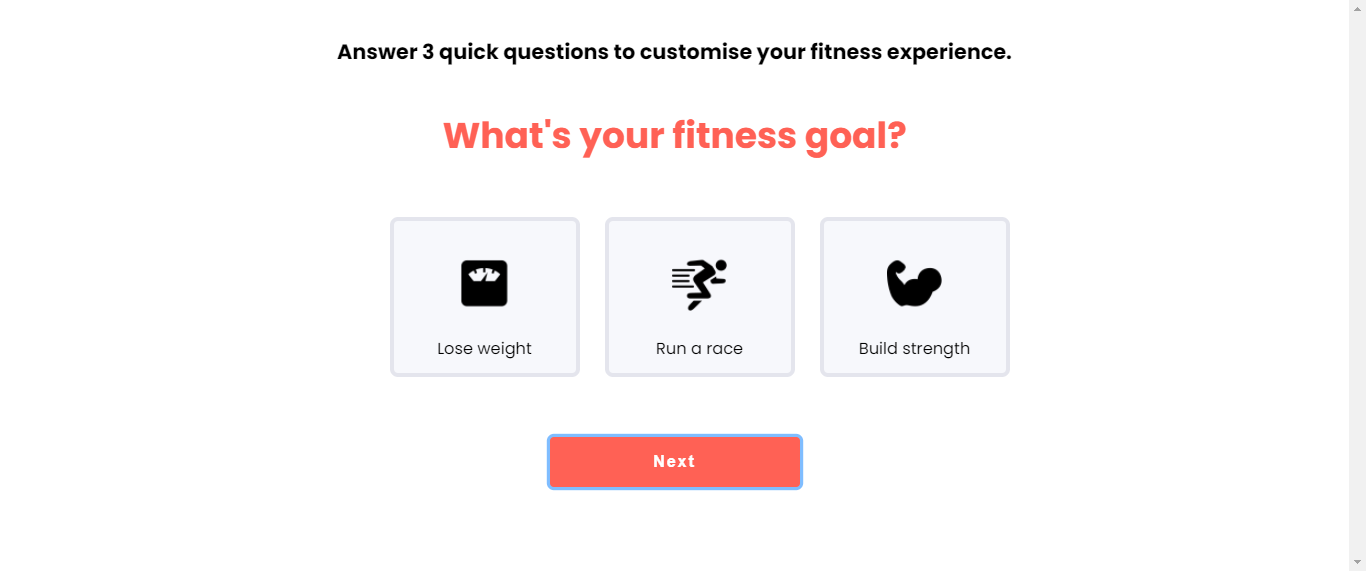 Answer 3 quick questions to customise your fitness experience.
What's your fitness goal?
Lose weight
Run a race
Build strength
Next